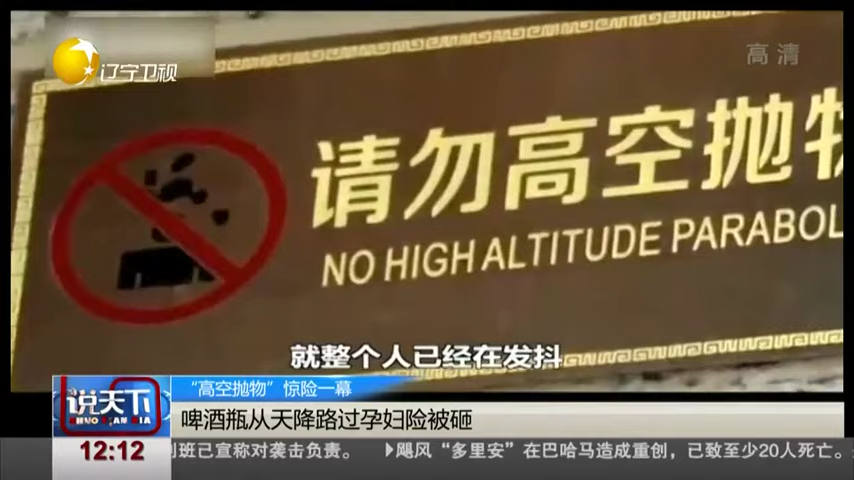 辽宁卫视
高清
请勿高空抛物
NO HIGH ALTITUDE PARABOL
就整个人已经在发抖
说天下
SHUO TIAN XIA
“高空抛物”惊险一幕
啤酒瓶从天降路过孕妇险被砸
12:12
班已宣称对袭击负责。 ▶飓风“多里安”在巴哈马造成重创，已致至少20人死亡。